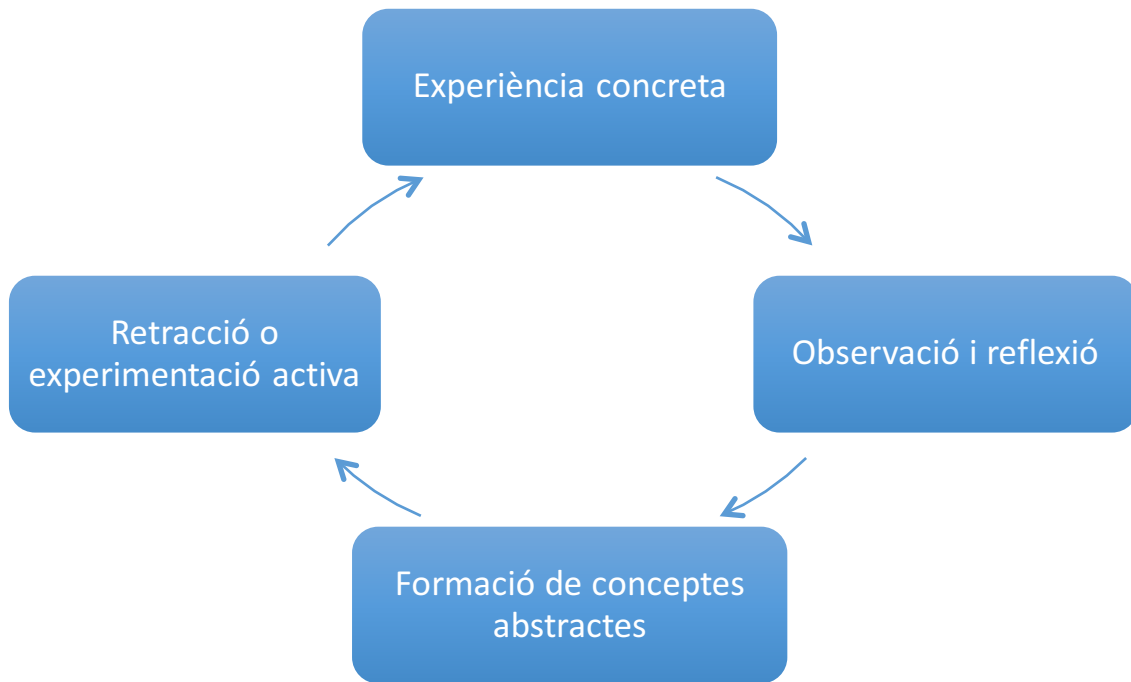 Experiència concreta
Observació i reflexió
Formació de conceptes
abstractes
Retracció o
experimentació activa